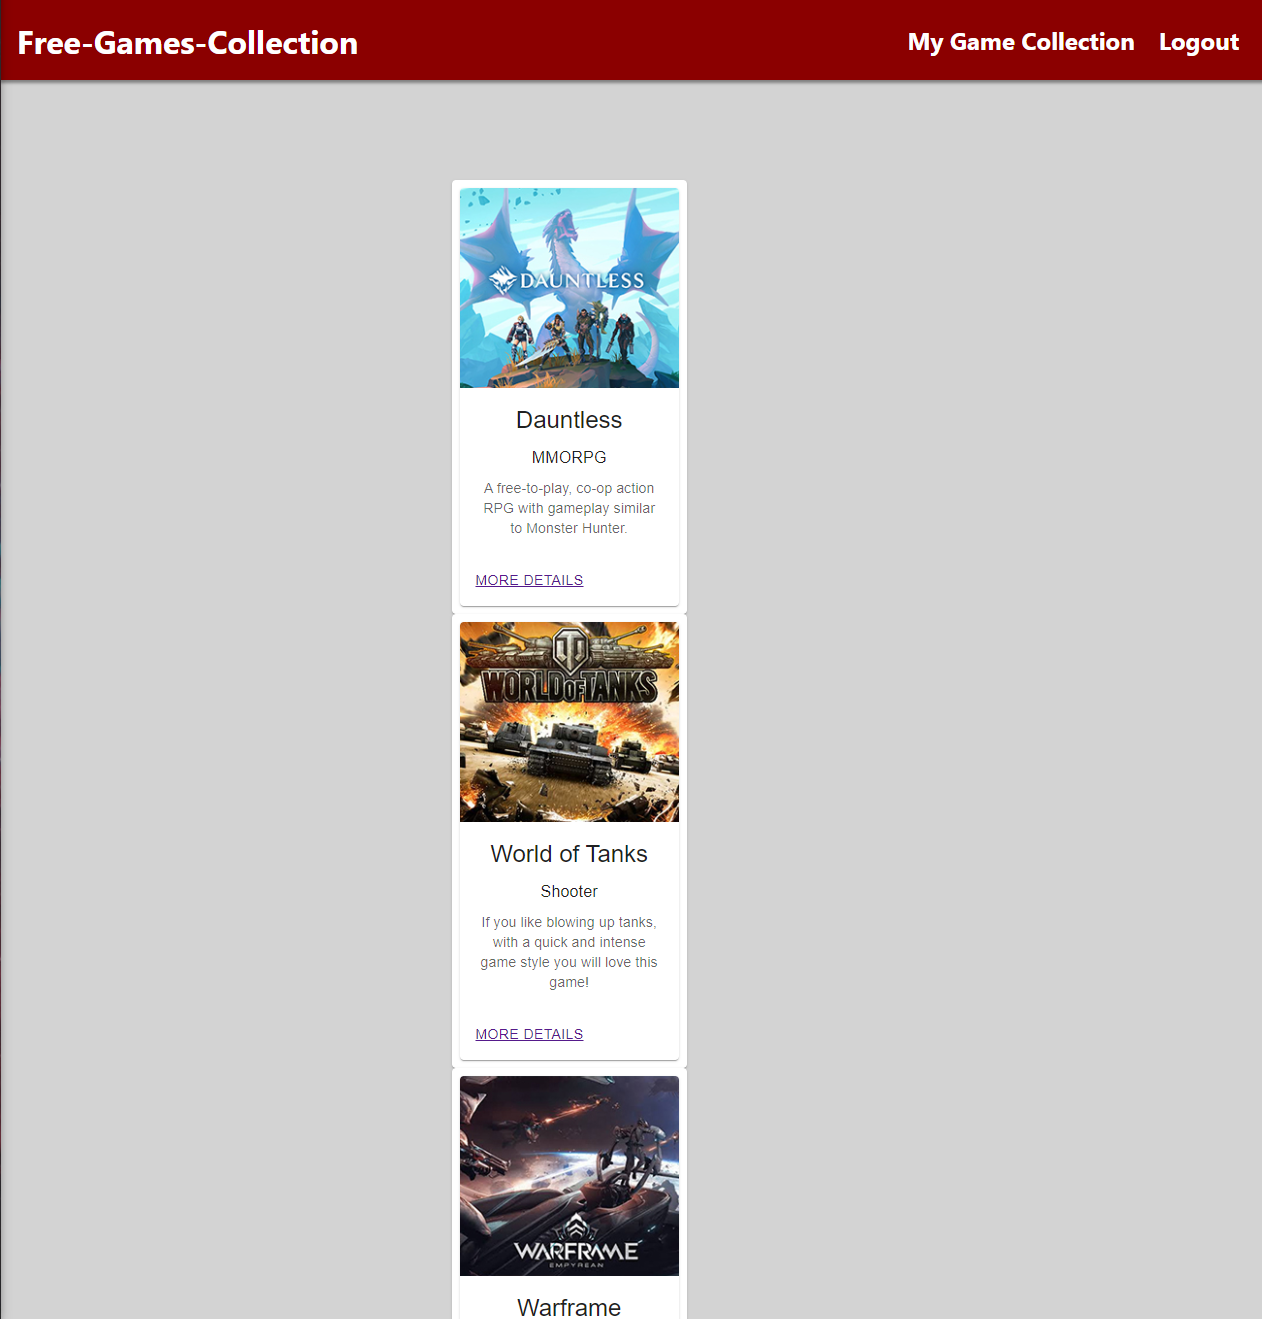 Free-Games-Collection
My Game Collection
Logout
DAUNTLESS
Dauntless
MMORPG
A free-to-play, co-op action
RPG with gameplay similar
to Monster Hunter.
MORE DETAILS
WORLD OF TANKS
World of Tanks
Shooter
If you like blowing up tanks,
with a quick and intense
game style you will love this
game!
MORE DETAILS
WARFRAME
EMPYREAN
Warframe